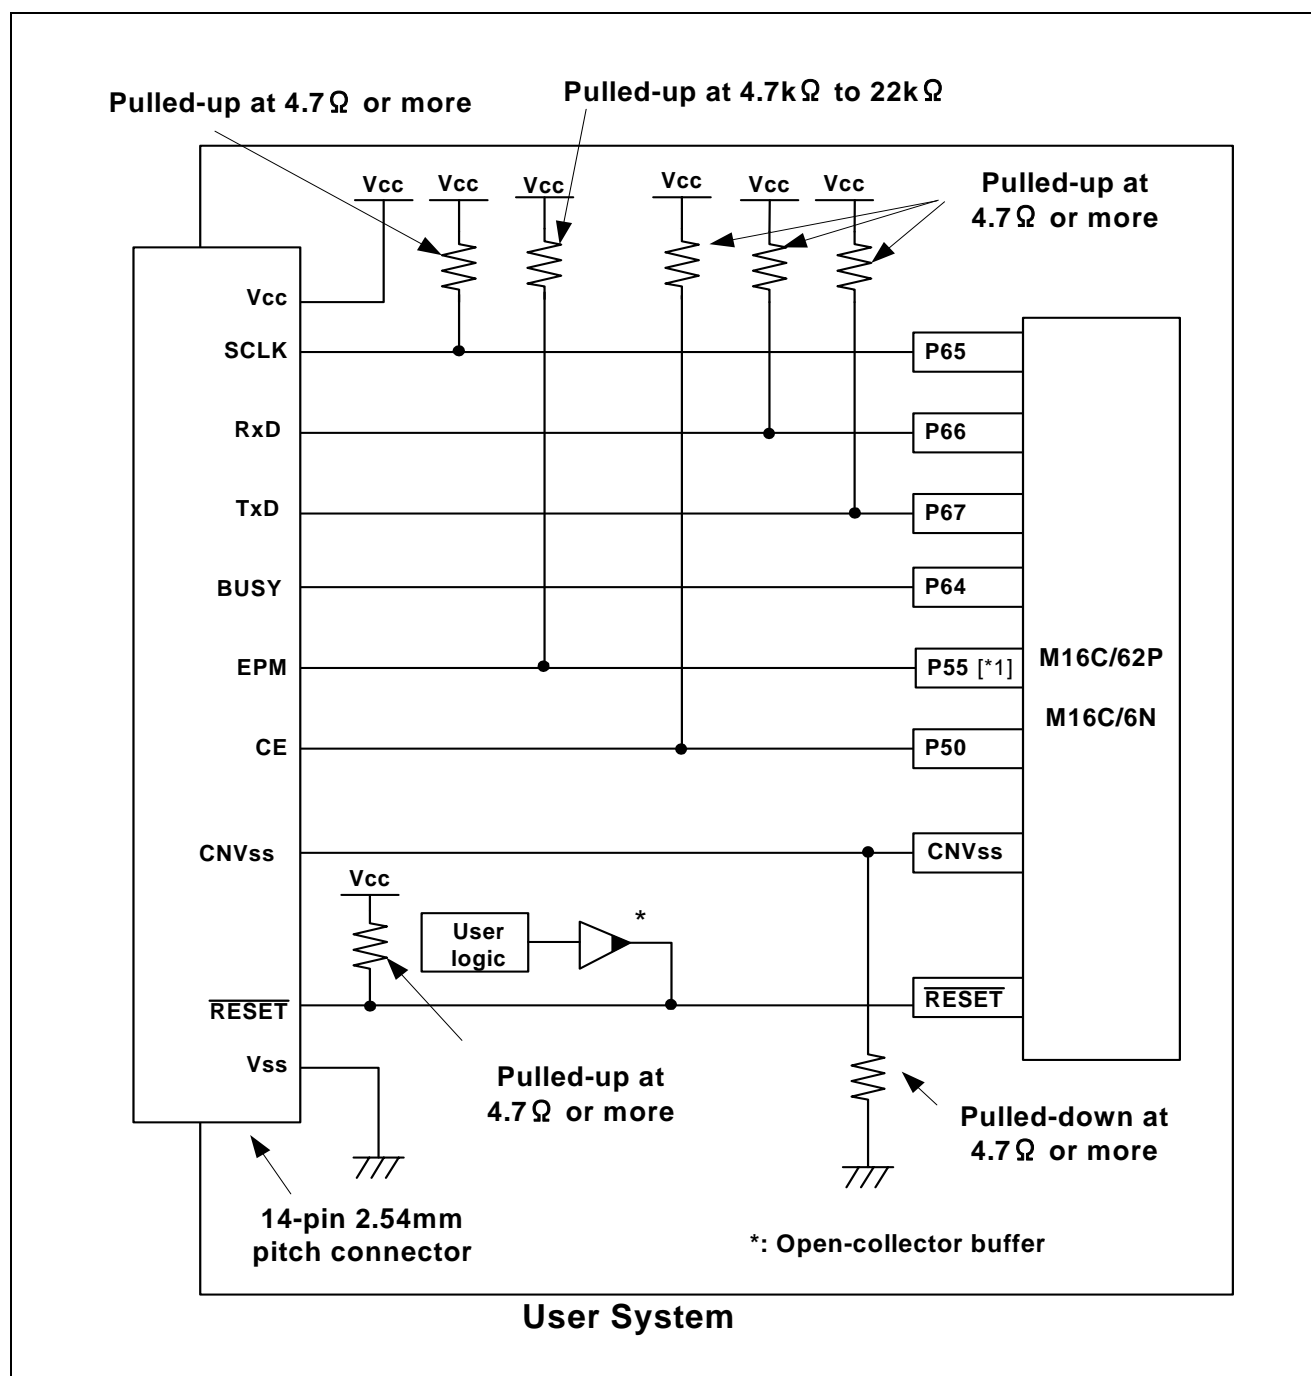 Pulled-up at 4.7Ω or more
Pulled-up at 4.7kΩ to 22kΩ
Vcc
Vcc
Vcc
Vcc
Vcc
Vcc
Pulled-up at
4.7Ω or more
Vcc
SCLK
P65
RxD
P66
TxD
P67
BUSY
P64
EPM
P55 [*1]
M16C/62P
M16C/6N
CE
P50
CNVss
CNVss
Vcc
User
logic
*
RESET
RESET
Vss
Pulled-up at
4.7Ω or more
Pulled-down at
4.7Ω or more
14-pin 2.54mm
pitch connector
*: Open-collector buffer
User System